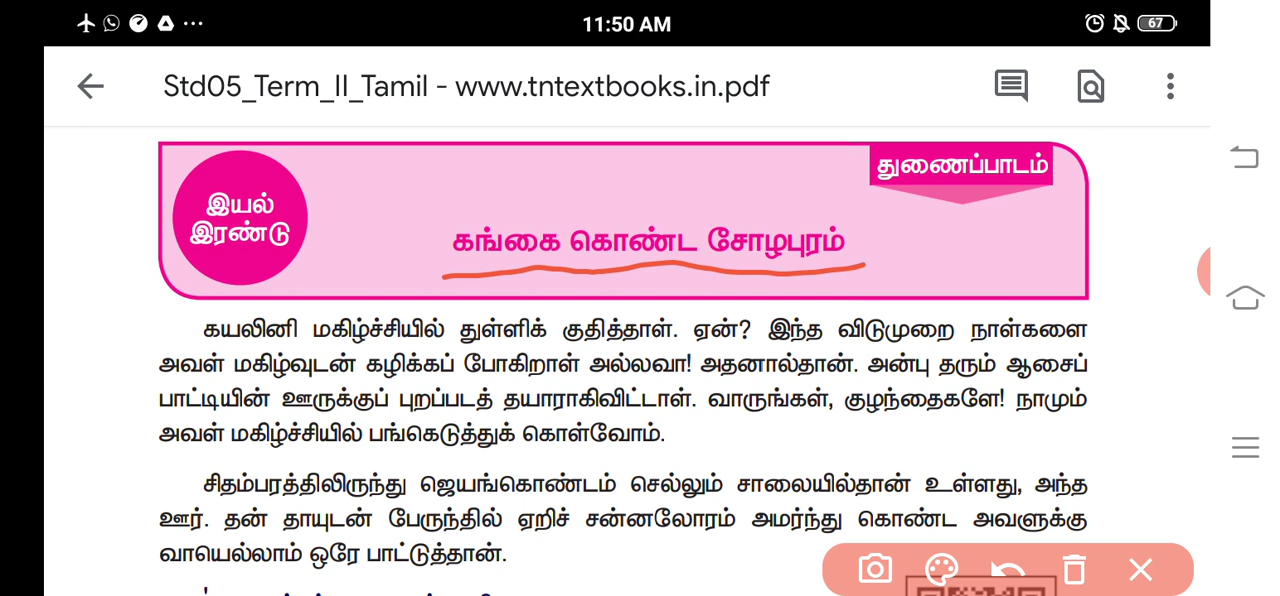 11:50 AM
67
Std05_Term_II_Tamil - www.tntextbooks.in.pdf
துணைப்பாடம்
இயல்
இரண்டு
கங்கை கொண்ட சோழபுரம்
கயலினி மகிழ்ச்சியில் துள்ளிக் குதித்தாள். ஏன்? இந்த விடுமுறை நாள்களை
அவள் மகிழ்வுடன் கழிக்கப் போகிறாள் அல்லவா! அதனால்தான். அன்பு தரும் ஆசைப்
பாட்டியின் ஊருக்குப் புறப்படத் தயாராகிவிட்டாள். வாருங்கள், குழந்தைகளே! நாமும்
அவள் மகிழ்ச்சியில் பங்கெடுத்துக் கொள்வோம்.
சிதம்பரத்திலிருந்து ஜெயங்கொண்டம் செல்லும் சாலையில்தான் உள்ளது, அந்த
ஊர். தன் தாயுடன் பேருந்தில் ஏறிச் சன்னலோரம் அமர்ந்து கொண்ட அவளுக்கு
வாயெல்லாம் ஒரே பாட்டுத்தான்.